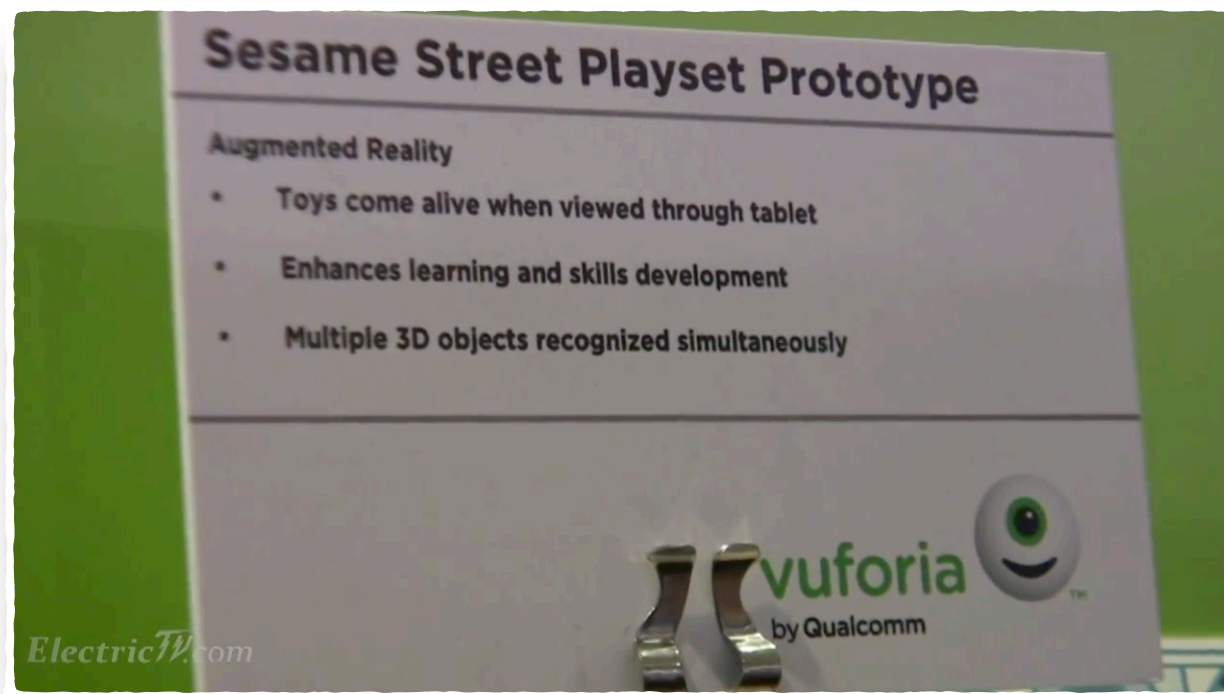 Sesame Street Playset Prototype
Augmented Reality
• Toys come alive when viewed through tablet
• Enhances learning and skills development
• Multiple 3D objects recognized simultaneously
vuforia™
by Qualcomm
ElectricTV.com